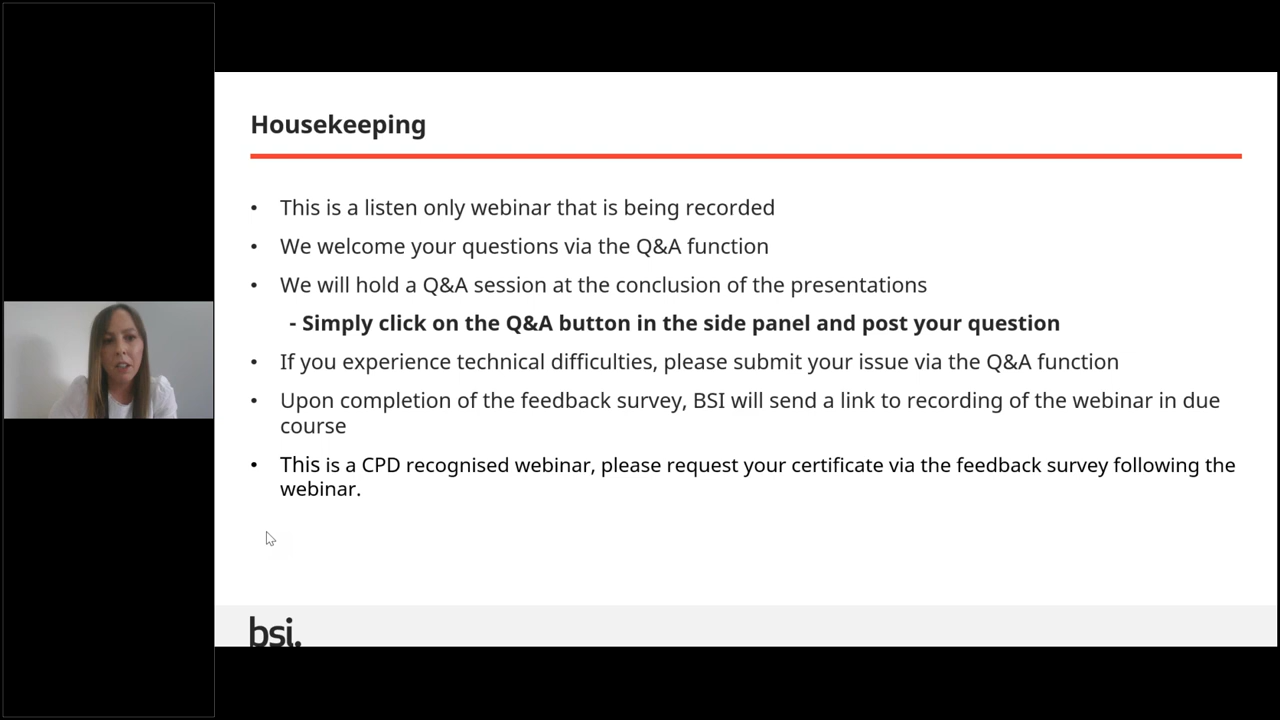 Housekeeping
• This is a listen only webinar that is being recorded
• We welcome your questions via the Q&A function
• We will hold a Q&A session at the conclusion of the presentations
- Simply click on the Q&A button in the side panel and post your question
• If you experience technical difficulties, please submit your issue via the Q&A function
• Upon completion of the feedback survey, BSI will send a link to recording of the webinar in due
course
• This is a CPD recognised webinar, please request your certificate via the feedback survey following the
webinar.
bsi.